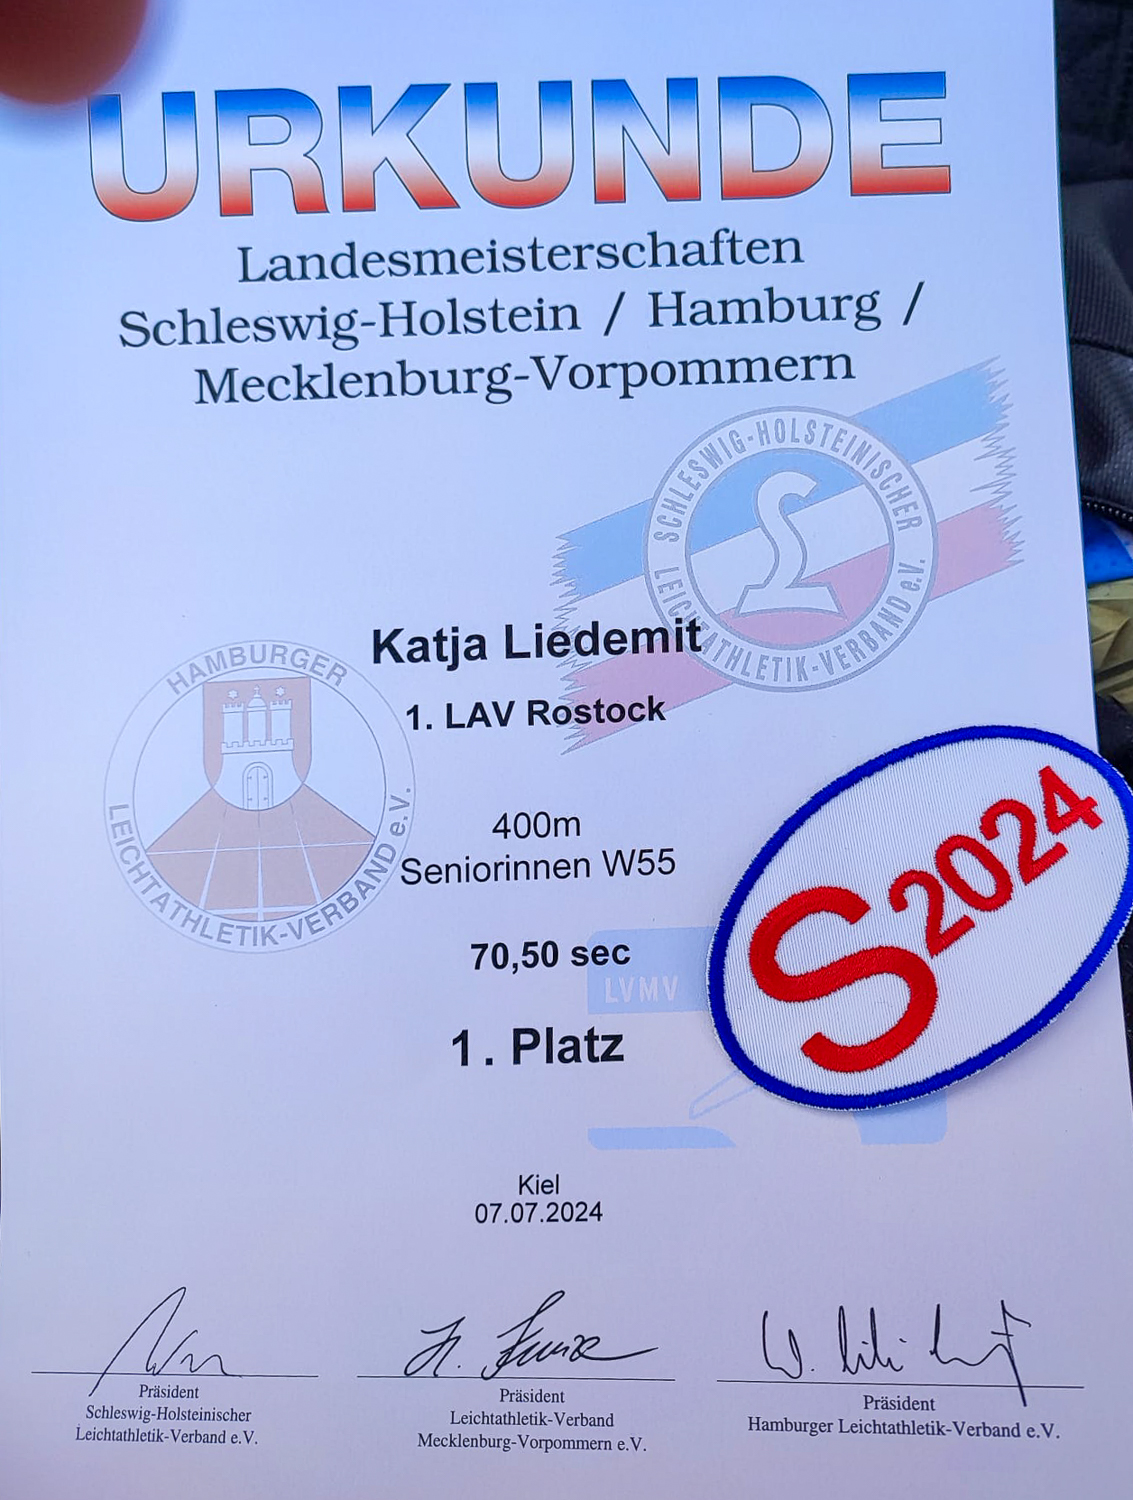 URKUNDE
Landesmeisterschaften
Schleswig-Holstein / Hamburg /
Mecklenburg-Vorpommern
SCHLESWIG-HOLSTEINISCHER
LEICHTATHLETIK-VERBAND e.V.
Katja Liedemit
HAMBURGER
LEICHTATHLETIK-VERBAND e.V.
1. LAV Rostock
400m
Seniorinnen W55
S2024
70,50 sec
LVMV
1. Platz
Kiel
07.07.2024
Präsident
Schleswig-Holsteinischer
Leichtathletik-Verband e.V.
Präsident
Leichtathletik-Verband
Mecklenburg-Vorpommern e.V.
Präsident
Hamburger Leichtathletik-Verband e.V.